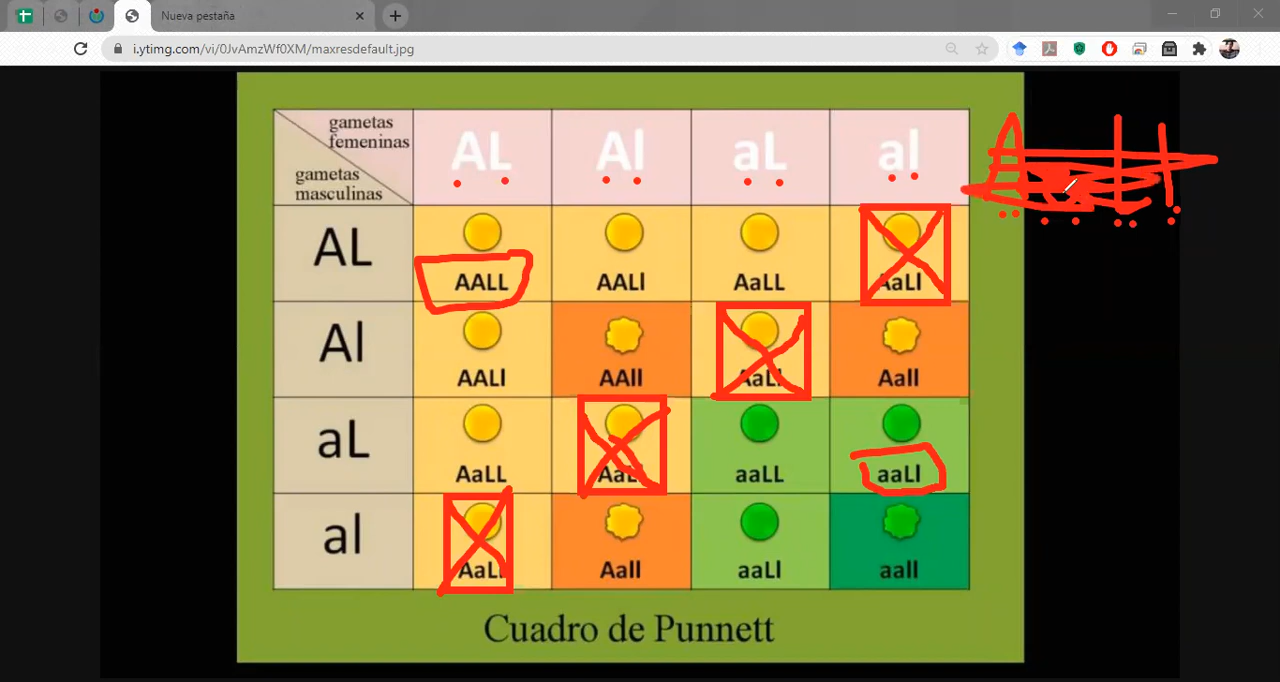 Nueva pestaña
i.ytimg.com/vi/0JvAmzWf0XM/maxresdefault.jpg
gametas
femeninas
gametas
masculinas
AL Al aL al
AL
AALL AALl AaLL AaLl
Al
AALl AAll AaLl Aall
aL
AaLL AaLl aaLL aaLl
al
AaLl Aall aaLl aall
Cuadro de Punnett